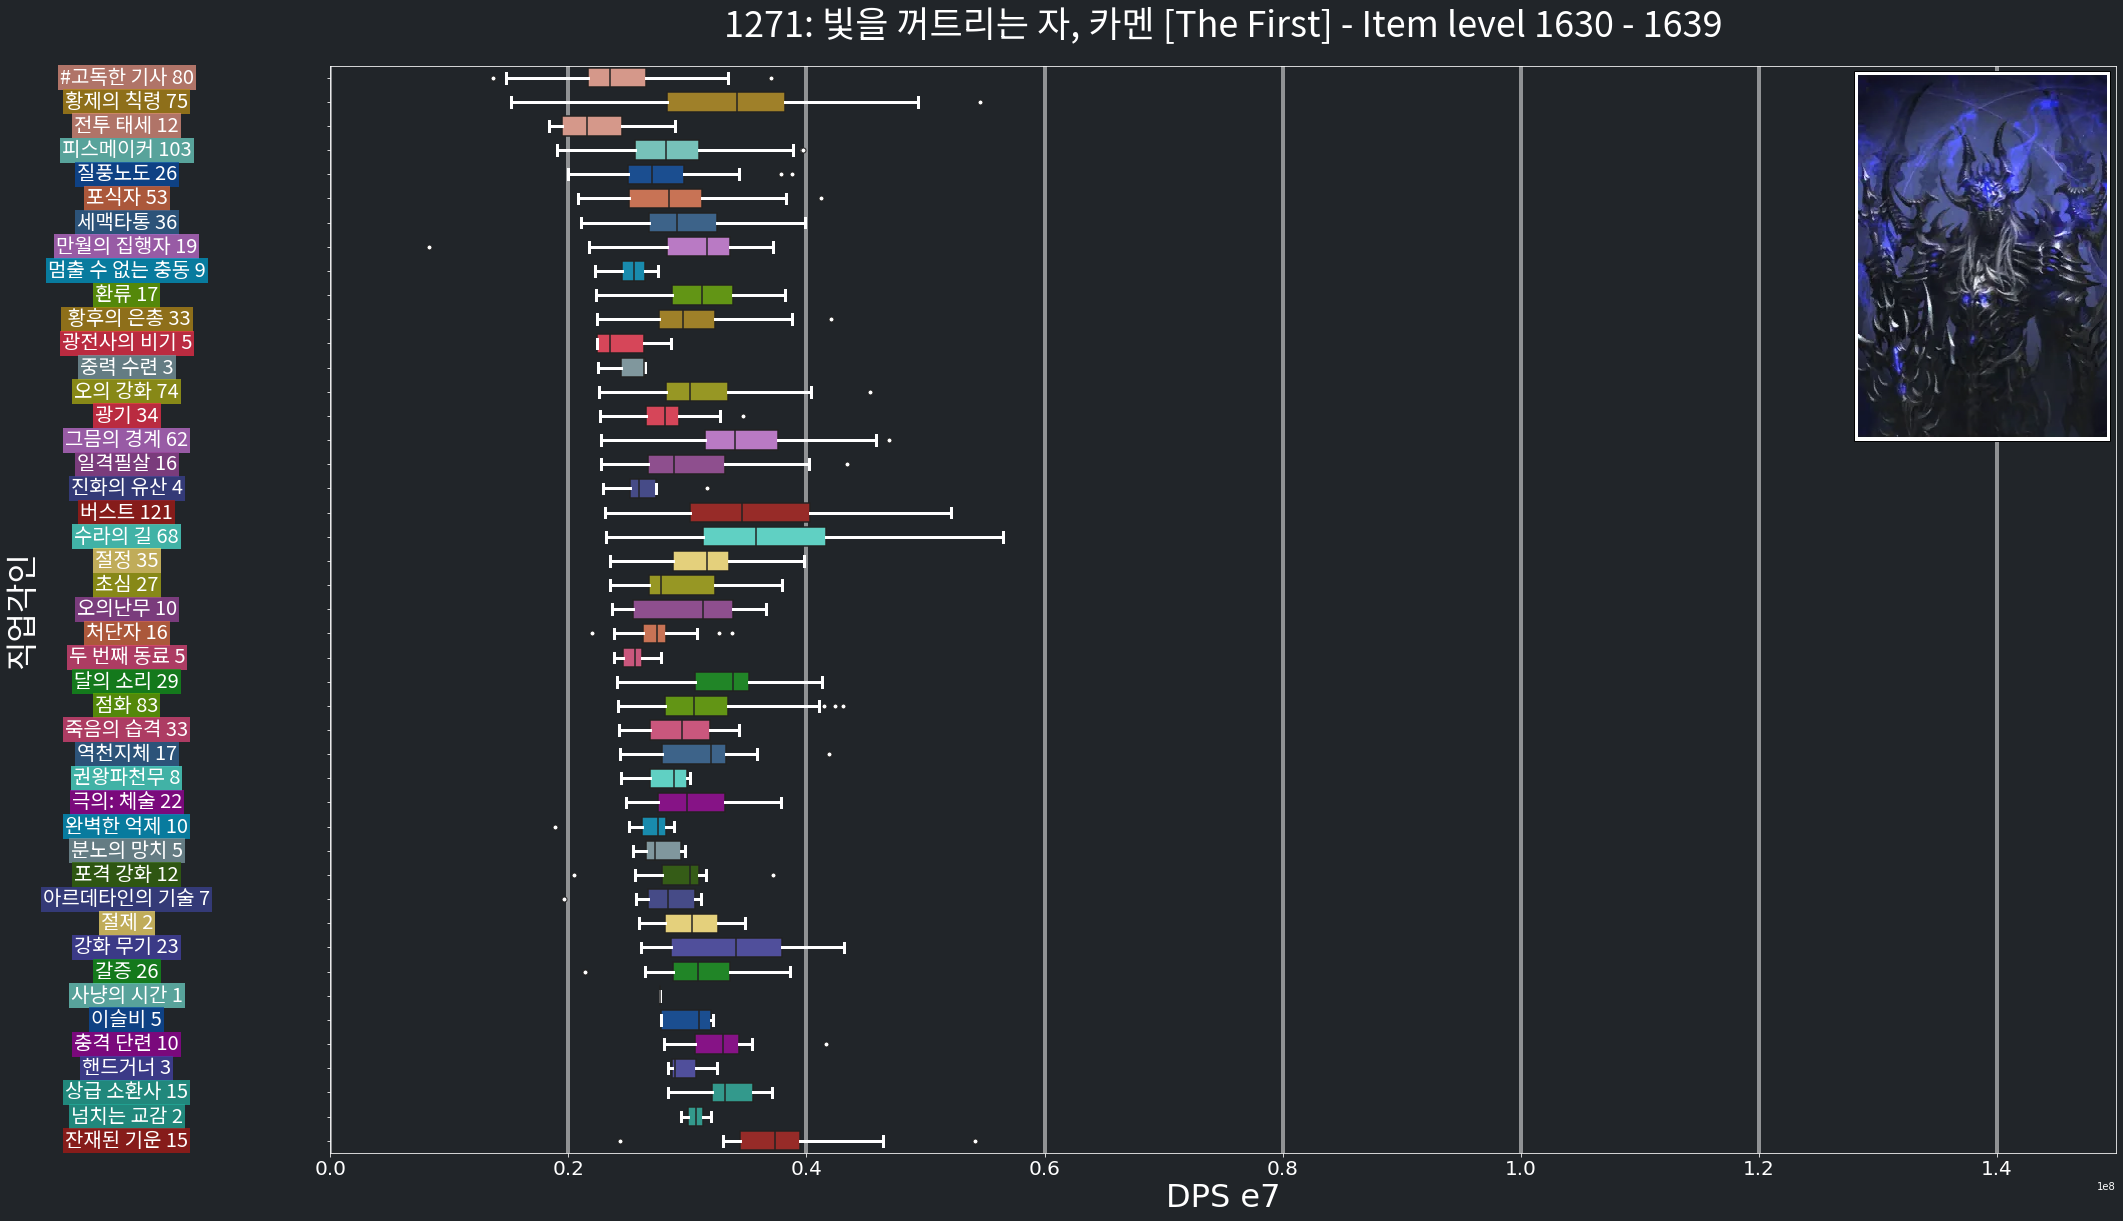 1271: 빛을 꺼트리는 자, 카멘 [The First] - Item level 1630 - 1639
직업각인
#고독한 기사 80
황제의 칙령 75
전투 태세 12
피스메이커 103
질풍노도 26
포식자 53
세맥타통 36
만월의 집행자 19
멈출 수 없는 충동 9
환류 17
황후의 은총 33
광전사의 비기 5
중력 수련 3
오의 강화 74
광기 34
그믐의 경계 62
일격필살 16
진화의 유산 4
버스트 121
수라의 길 68
절정 35
초심 27
오의난무 10
처단자 16
두 번째 동료 5
달의 소리 29
점화 83
죽음의 습격 33
역천지체 17
권왕파천무 8
극의: 체술 22
완벽한 억제 10
분노의 망치 5
포격 강화 12
아르데타인의 기술 7
절제 2
강화 무기 23
갈증 26
사냥의 시간 1
이슬비 5
충격 단련 10
핸드거너 3
상급 소환사 15
넘치는 교감 2
잔재된 기운 15
0.0 0.2 0.4 0.6 0.8 1.0 1.2 1.4
1e8
DPS e7